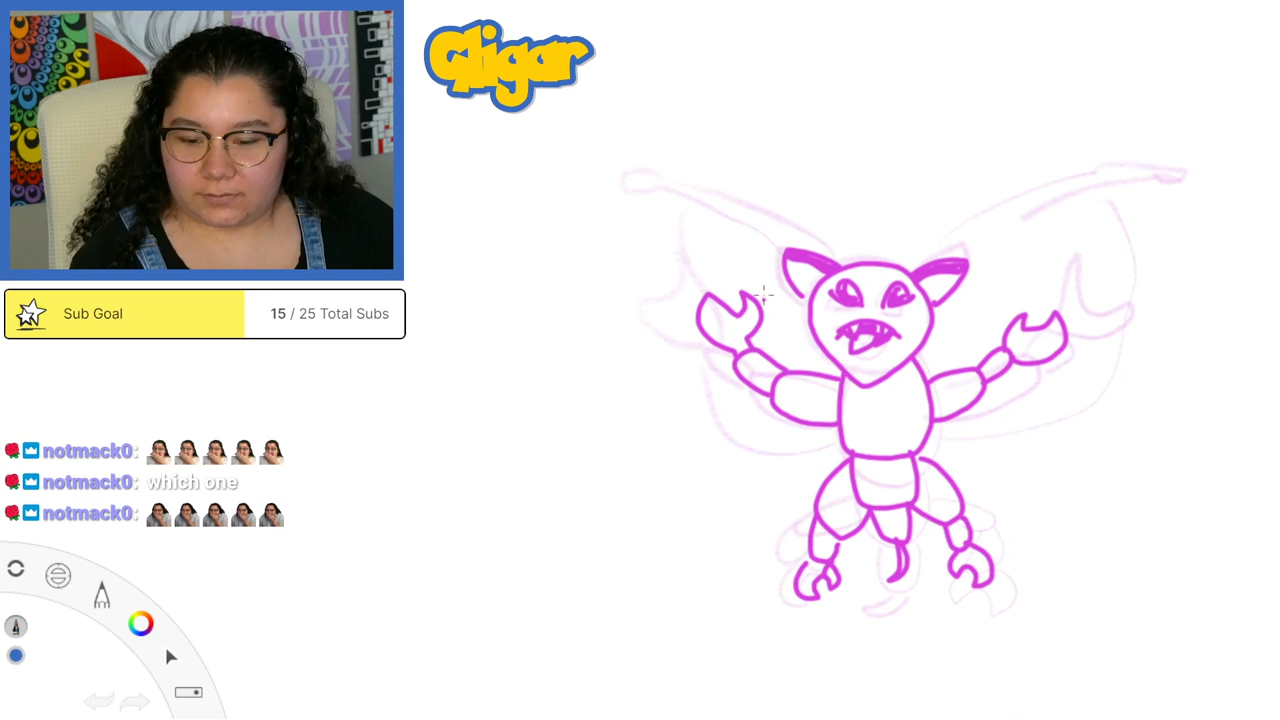 Gligar
Sub Goal 15 / 25 Total Subs
notmack0:
notmack0: which one
notmack0: